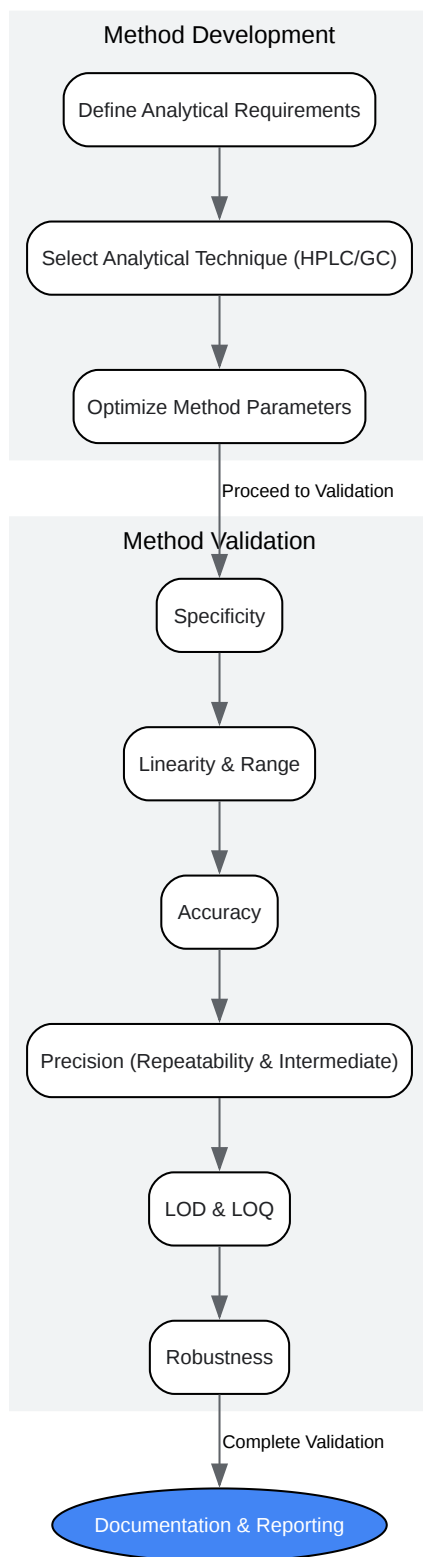 Method Development
Define Analytical Requirements
Select Analytical Technique (HPLC/GC)
Optimize Method Parameters
Proceed to Validation
Method Validation
Specificity
Linearity & Range
Accuracy
Precision (Repeatability & Intermediate)
LOD & LOQ
Robustness
Complete Validation
Documentation & Reporting